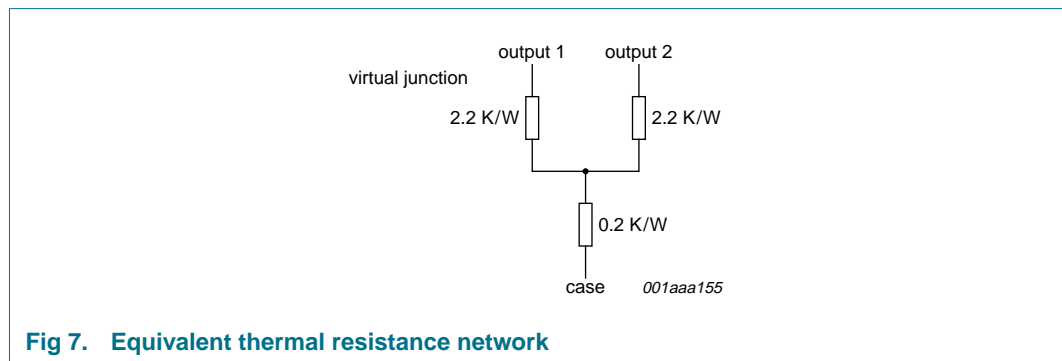 output 1 output 2
virtual junction
2.2 K/W 2.2 K/W
0.2 K/W
case 001aaa155
Fig 7. Equivalent thermal resistance network